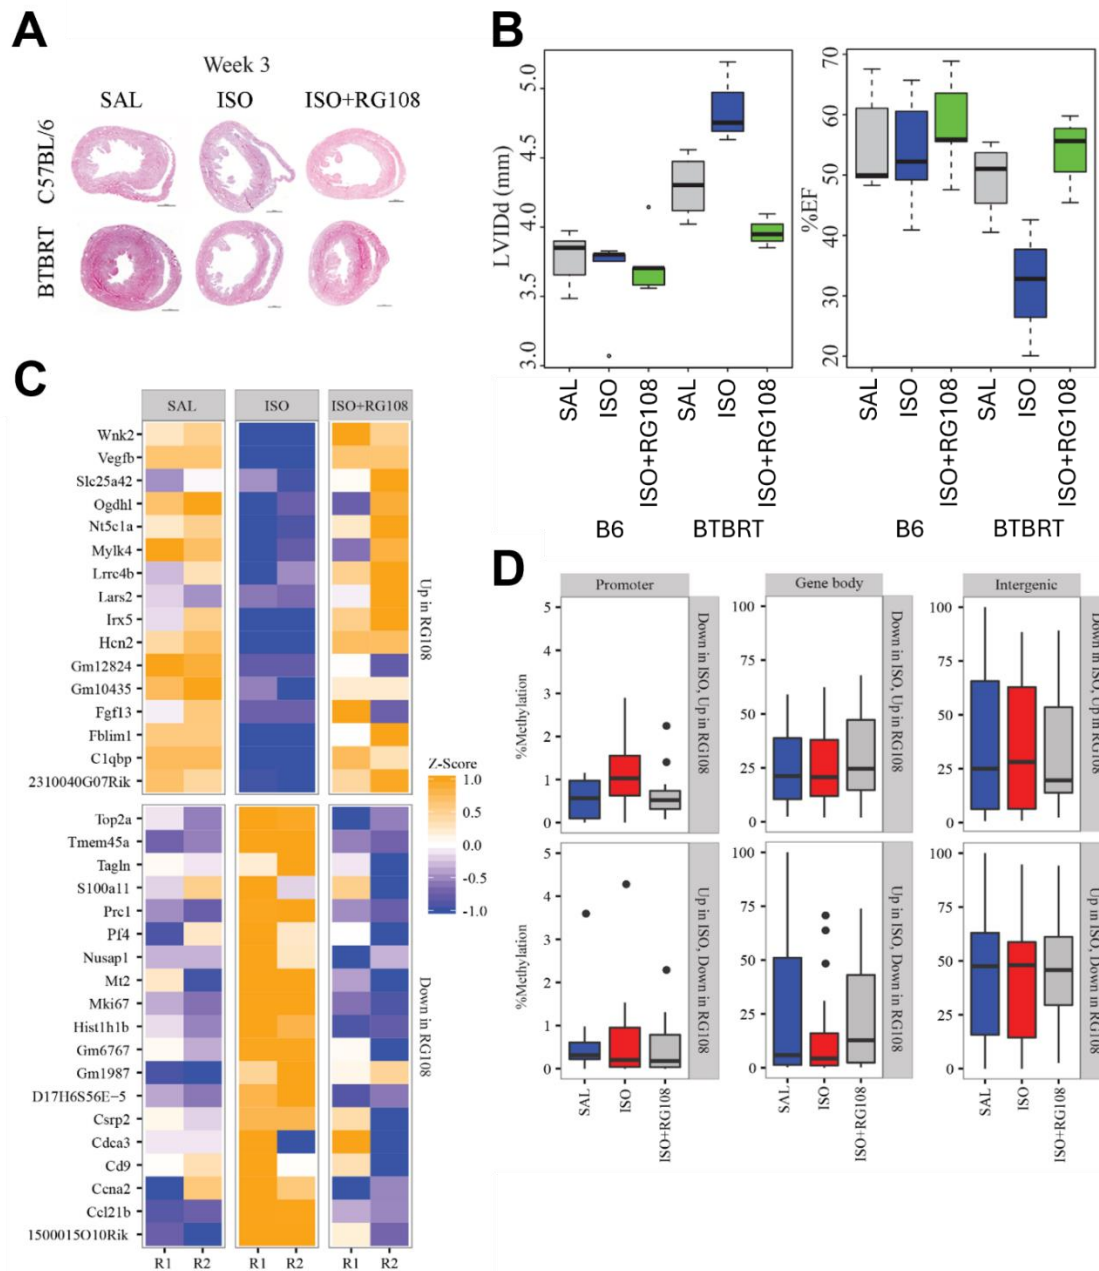 A
Week 3
SAL ISO ISO+RG108
C57BL/6
BTBRT
B
LVIDd (mm)
5.0
4.5
4.0
3.5
3.0
SAL
ISO
ISO+RG108
SAL
ISO
ISO+RG108
B6 BTBRT
%EF
70
60
50
40
30
20
SAL
ISO
ISO+RG108
SAL
ISO
ISO+RG108
B6 BTBRT
C
SAL ISO ISO+RG108
Wnk2
Vegfb
Slc25a42
Ogdhl
Nt5c1a
Mylk4
Lrrc4b
Lars2
Irx5
Hcn2
Gm12824
Gm10435
Fgf13
Fblim1
C1qbp
2310040G07Rik
Up in RG108
Top2a
Tmem45a
Tagln
S100a11
Prc1
Pf4
Nusap1
Mt2
Mki67
Hist1h1b
Gm6767
Gm1987
D17H6S56E-5
Csrp2
Cdca3
Cd9
Ccna2
Ccl21b
1500015O10Rik
Down in RG108
R1 R2 R1 R2 R1 R2
Z-Score
1.0
0.5
0.0
-0.5
-1.0
D
Promoter Gene body Intergenic
%Methylation
5
4
3
2
1
0
Down in ISO, Up in RG108
100
75
50
25
0
Down in ISO, Up in RG108
100
75
50
25
0
Down in ISO, Up in RG108
%Methylation
5
4
3
2
1
0
Up in ISO, Down in RG108
100
75
50
25
0
Up in ISO, Down in RG108
100
75
50
25
0
Up in ISO, Down in RG108
SAL
ISO
ISO+RG108
SAL
ISO
ISO+RG108
SAL
ISO
ISO+RG108